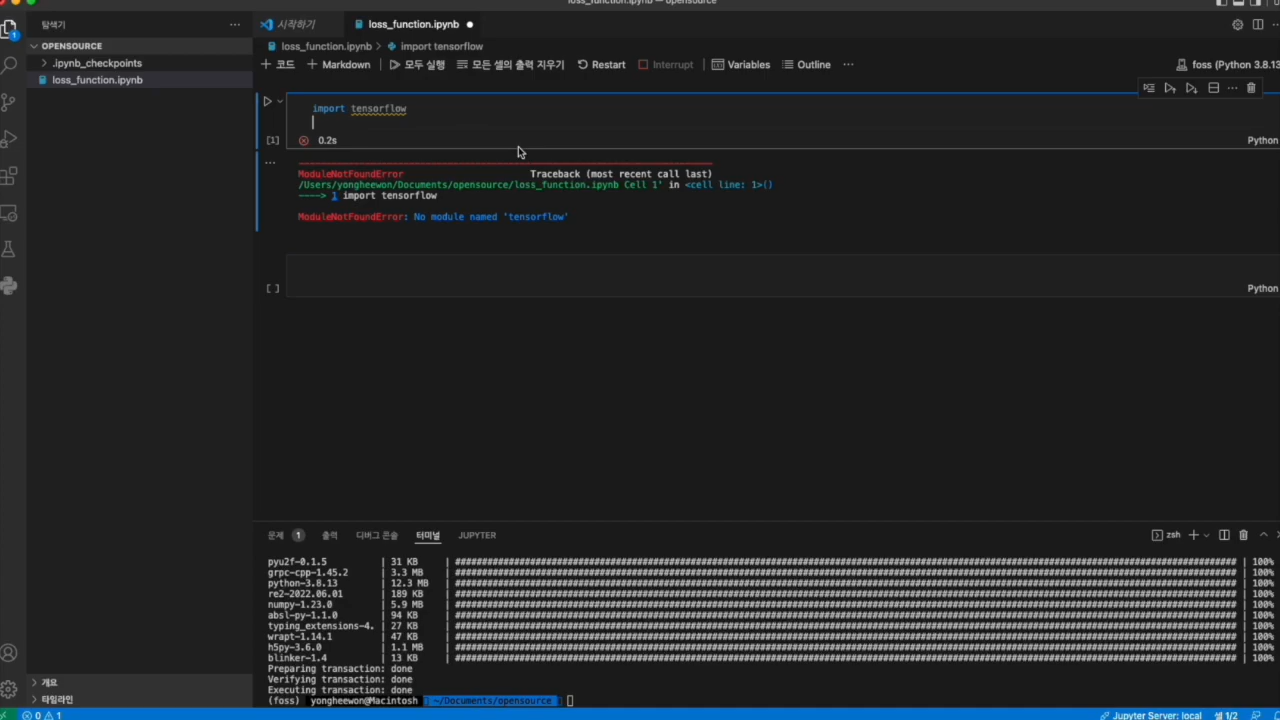 loss_function.ipynb — opensource
탐색기
시작하기
loss_function.ipynb
OPENSOURCE
loss_function.ipynb > import tensorflow
.ipynb_checkpoints
loss_function.ipynb
+ 코드 + Markdown 모두 실행 모든 셀의 출력 지우기 Restart Interrupt Variables Outline ...
foss (Python 3.8.13
1
import tensorflow
[1] 0.2s
Python
ModuleNotFoundError Traceback (most recent call last)
/Users/yongheewon/Documents/opensource/loss_function.ipynb Cell 1' in <cell line: 1>()
----> 1 import tensorflow
ModuleNotFoundError: No module named 'tensorflow'
[ ]
Python
문제 1 출력 디버그 콘솔 터미널 JUPYTER
zsh
pyu2f-0.1.5 | 31 KB | 100%
grpc-cpp-1.45.2 | 3.3 MB | 100%
python-3.8.13 | 12.3 MB | 100%
re2-2022.06.01 | 189 KB | 100%
numpy-1.23.0 | 5.9 MB | 100%
absl-py-1.1.0 | 94 KB | 100%
typing_extensions-4. | 27 KB | 100%
wrapt-1.14.1 | 47 KB | 100%
h5py-3.6.0 | 1.1 MB | 100%
blinker-1.4 | 13 KB | 100%
Preparing transaction: done
Verifying transaction: done
Executing transaction: done
(foss) yongheewon@Macintosh ~/Documents/opensource
개요
타임라인
0 1
Jupyter Server: local 셀 1/2